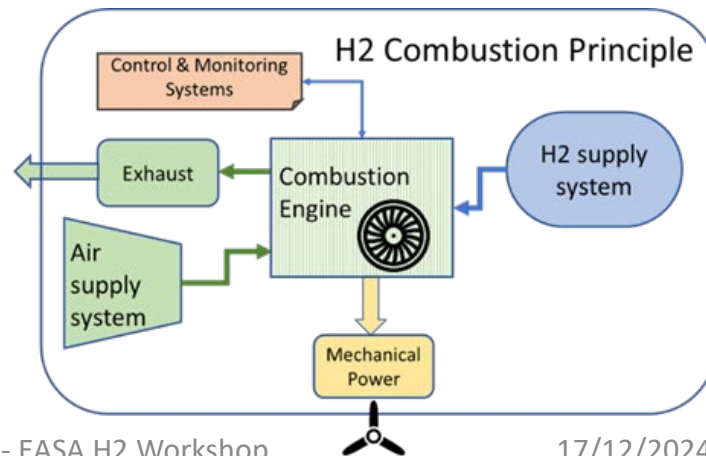 H2 Combustion Principle
Control & Monitoring
Systems
Exhaust
Combustion
Engine
H2 supply
system
Air
supply
system
Mechanical
Power
- EASA H2 Workshop
17/12/2024